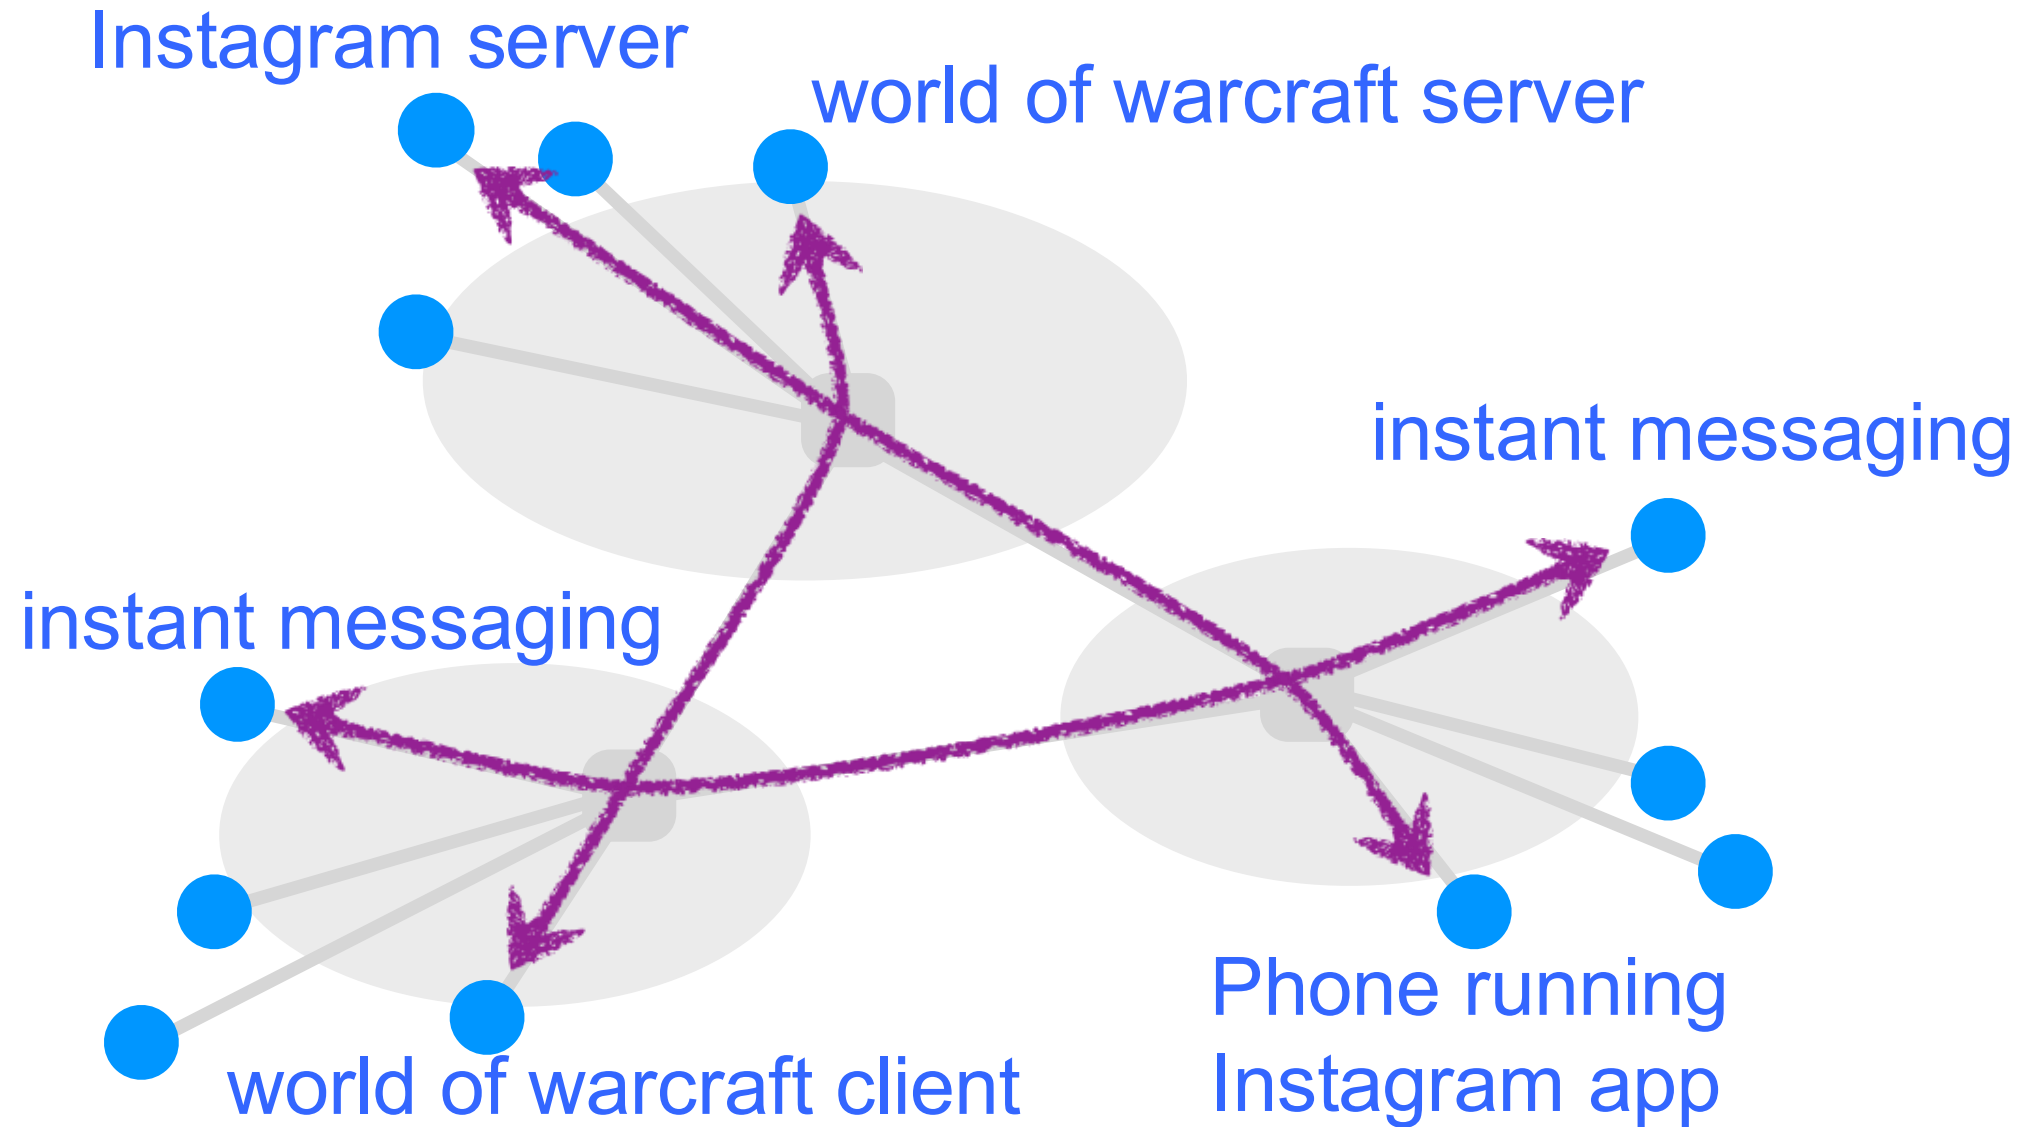 Instagram server
world of warcraft server
instant messaging
instant messaging
Phone running
Instagram app
world of warcraft client